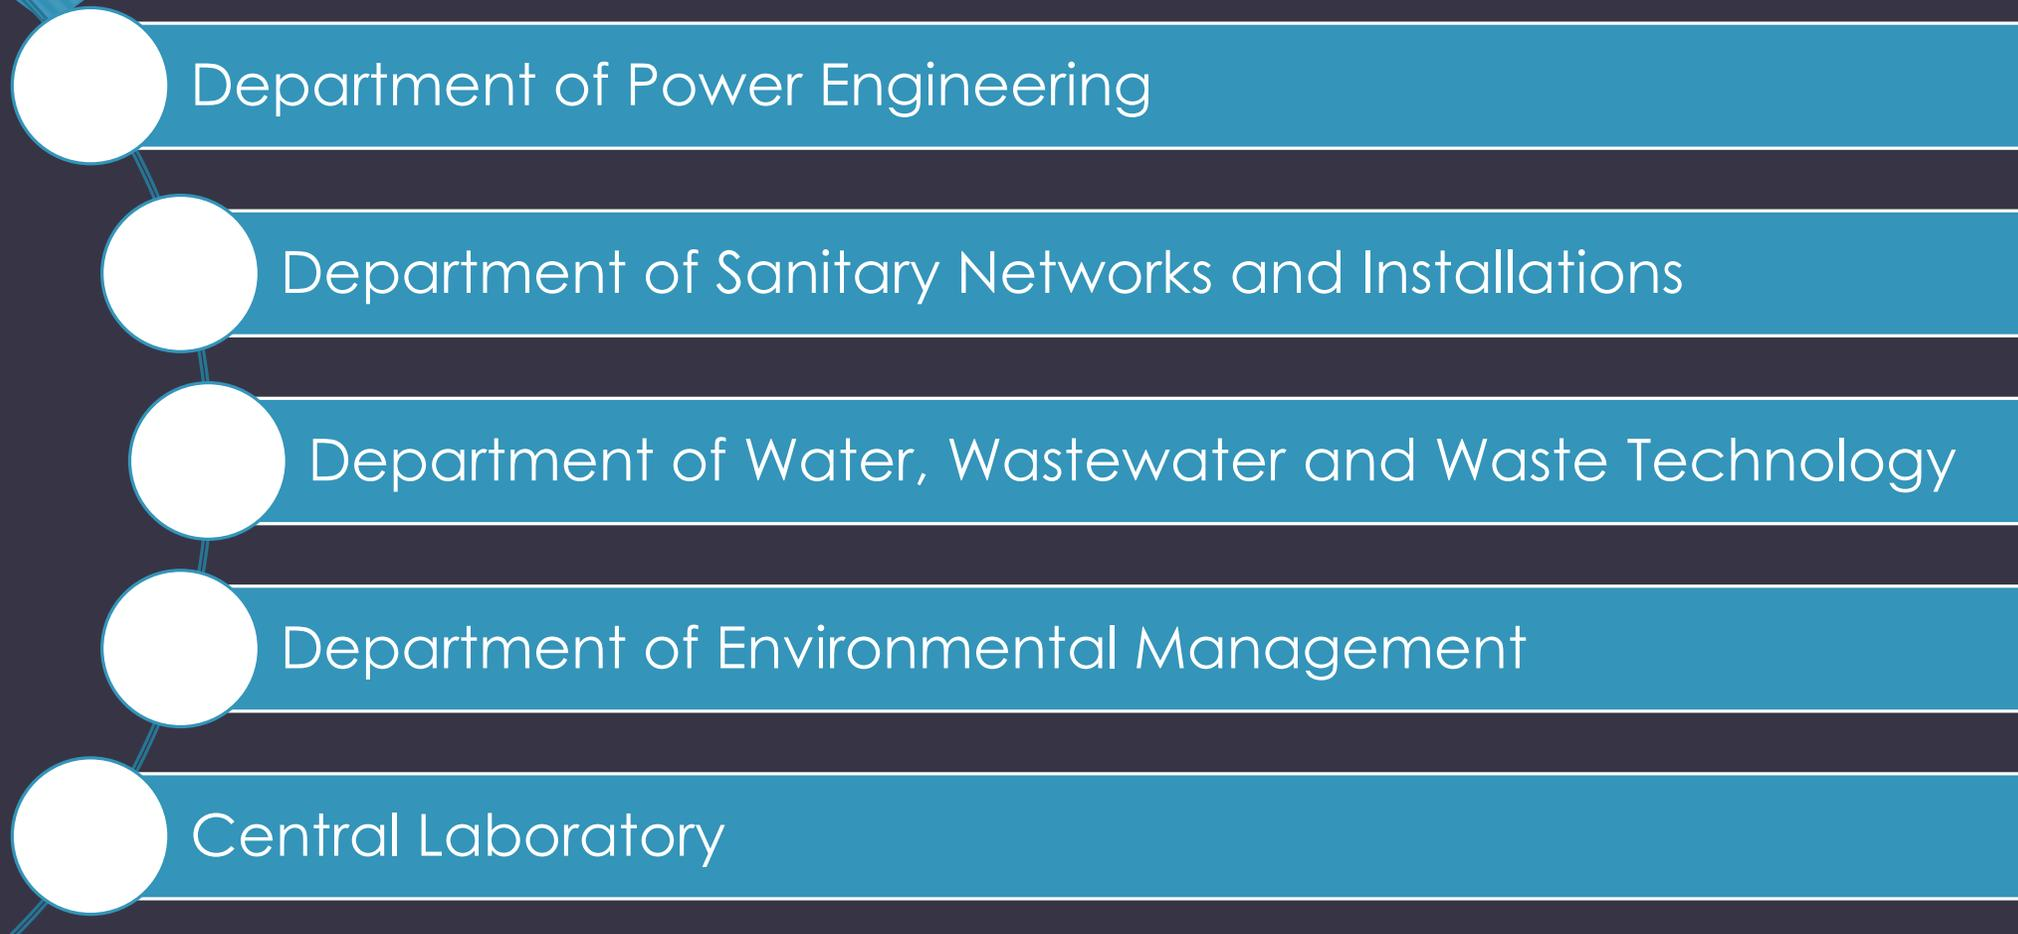 Department of Power Engineering
Department of Sanitary Networks and Installations
Department of Water, Wastewater and Waste Technology
Department of Environmental Management
Central Laboratory